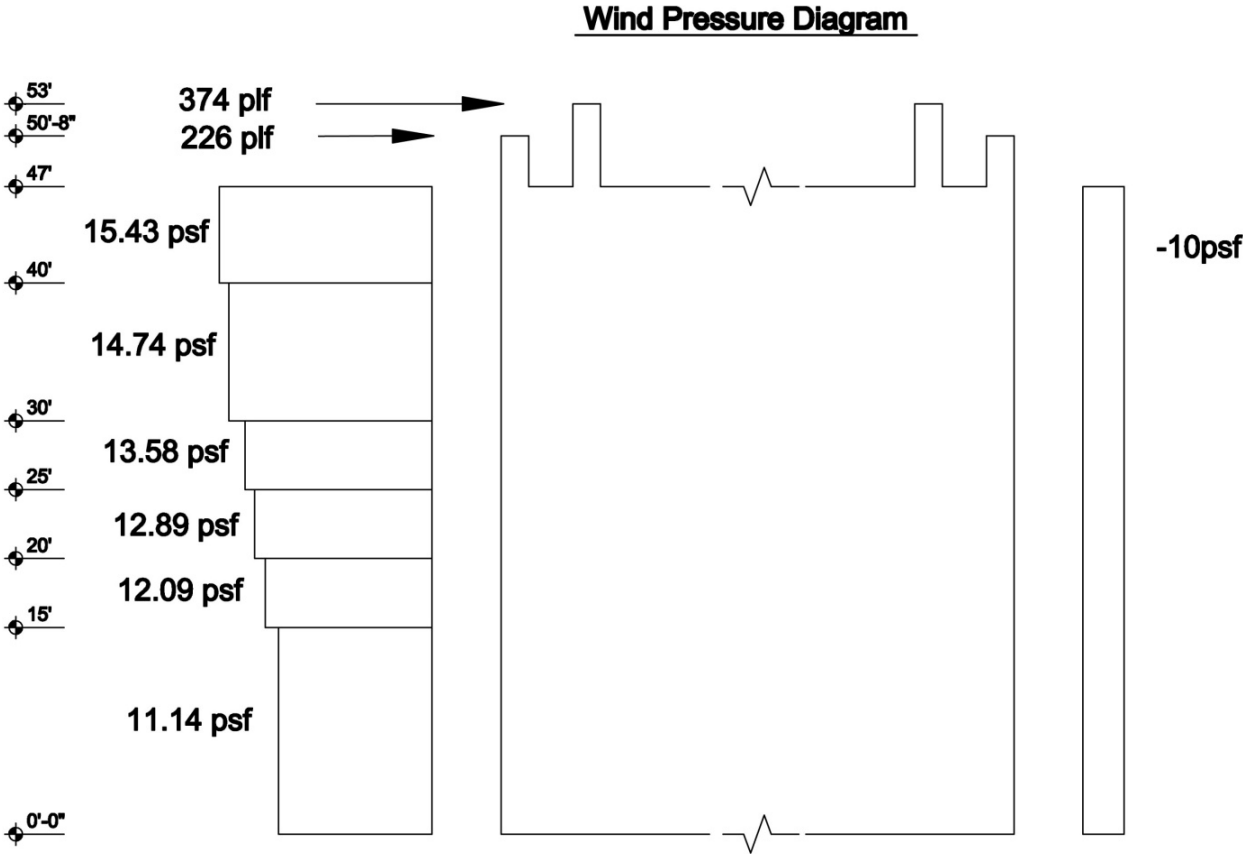 Wind Pressure Diagram
53'
374 plf
50'-8"
226 plf
47'
15.43 psf
-10psf
40'
14.74 psf
30'
13.58 psf
25'
12.89 psf
20'
12.09 psf
15'
11.14 psf
0'-0"